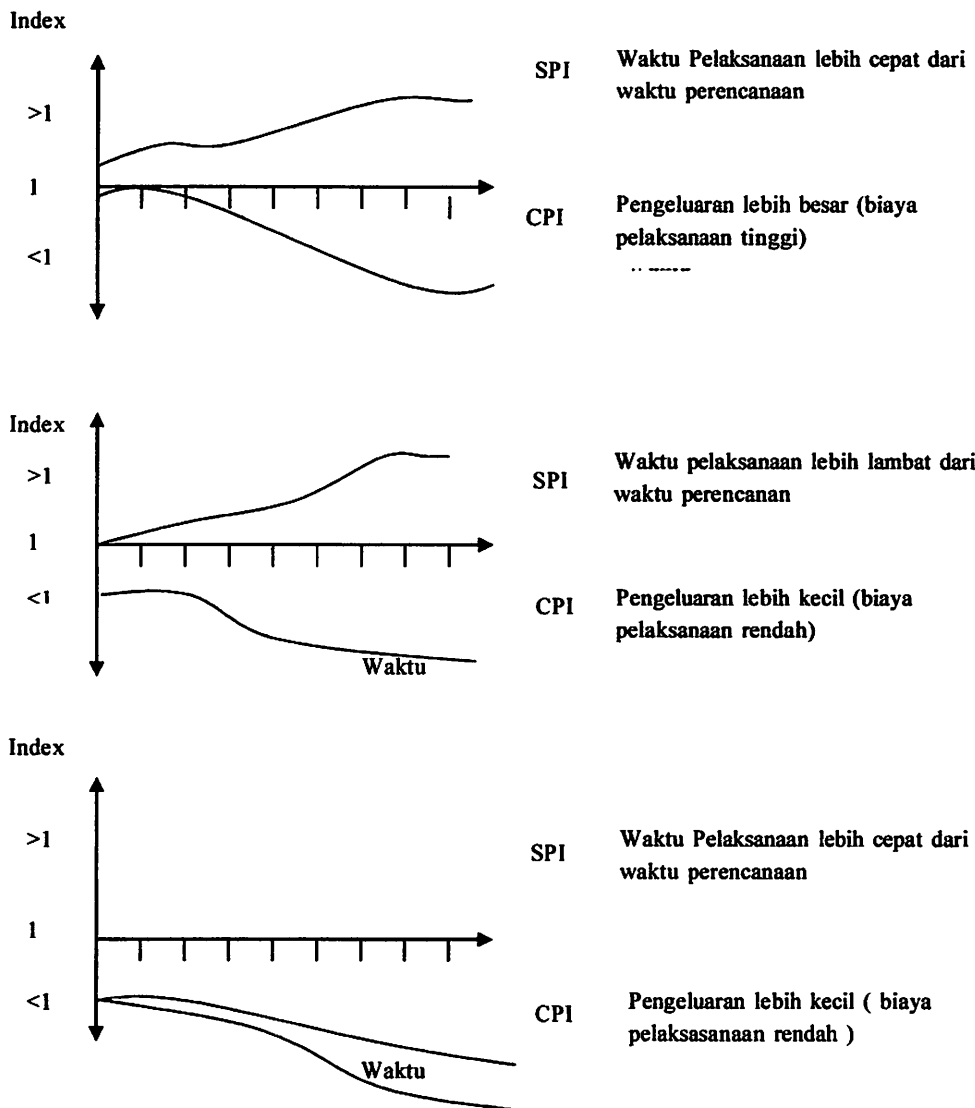 Index
SPI Waktu Pelaksanaan lebih cepat dari
waktu perencanaan
>1
1
CPI Pengeluaran lebih besar (biaya
pelaksanaan tinggi)
<1
Index
>1
SPI Waktu pelaksanaan lebih lambat dari
waktu perencanan
1
<1
CPI Pengeluaran lebih kecil (biaya
pelaksanaan rendah)
Waktu
Index
>1
SPI Waktu Pelaksanaan lebih cepat dari
waktu perencanaan
1
<1
CPI Pengeluaran lebih kecil ( biaya
pelaksasanaan rendah )
Waktu